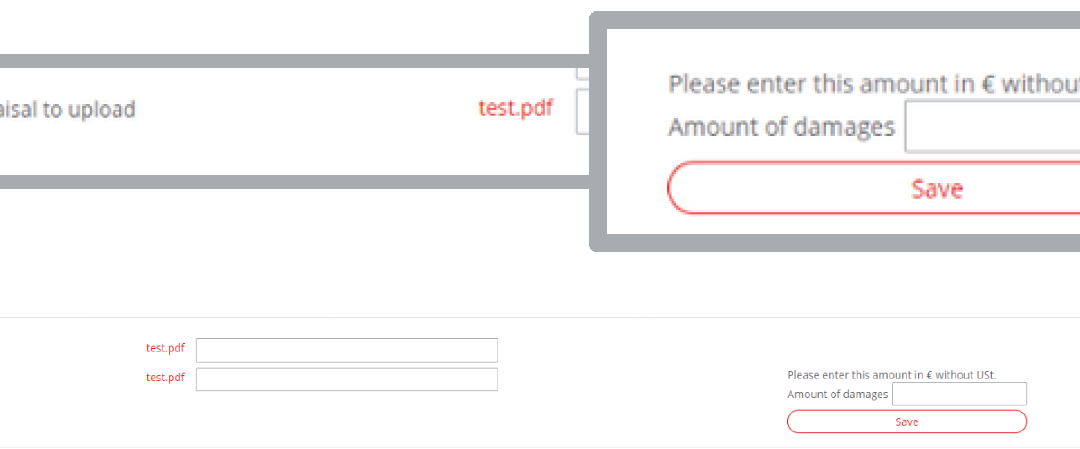 Please enter this amount in € without
aisal to upload test.pdf
Amount of damages
Save
test.pdf
test.pdf
Please enter this amount in € without USt.
Amount of damages
Save